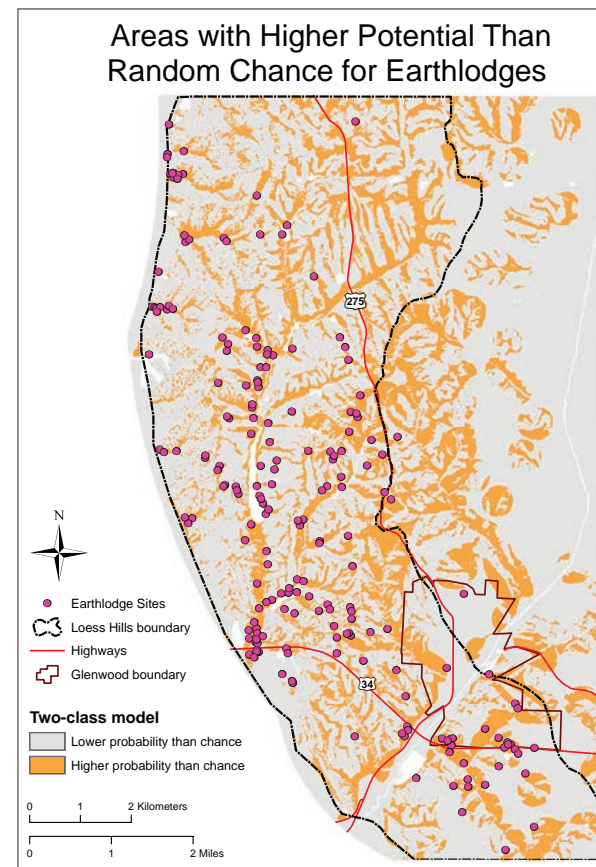 Areas with Higher Potential Than
Random Chance for Earthlodges
275
N
Earthlodge Sites
Loess Hills boundary
Highways
Glenwood boundary
34
Two-class model
Lower probability than chance
Higher probability than chance
0 1 2 Kilometers
0 1 2 Miles